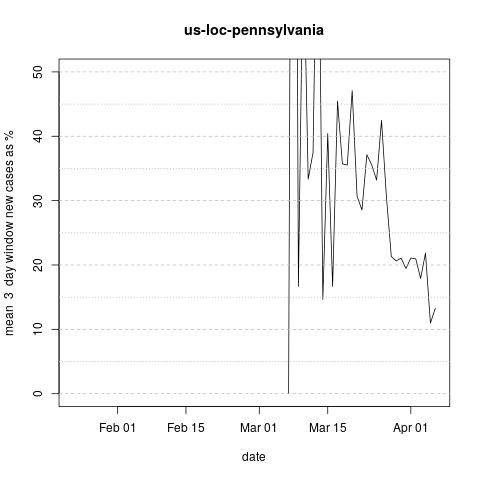 us-loc-pennsylvania
mean 3 day window new cases as %
50
40
30
20
10
0
Feb 01 Feb 15 Mar 01 Mar 15 Apr 01
date